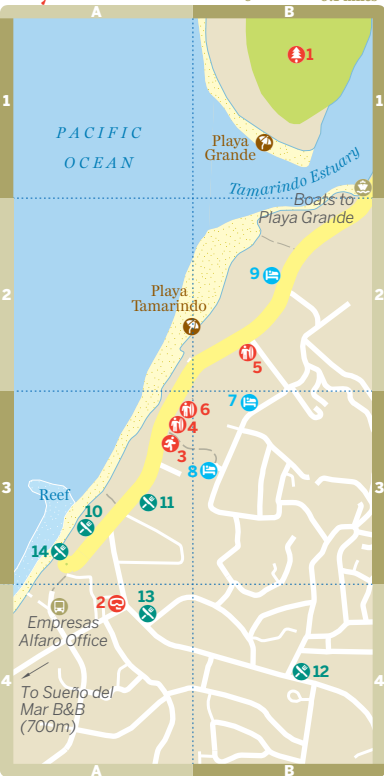 A
B
1
1
1
PACIFIC
OCEAN
Playa
Grande
Tamarindo Estuary
Boats to
Playa Grande
9
2
2
Playa
Tamarindo
5
7
6
4
3
8
3
3
Reef
10
11
14
2
13
Empresas
Alfaro Office
12
4
4
To Sueño del
Mar B&B
(700m)
A
B